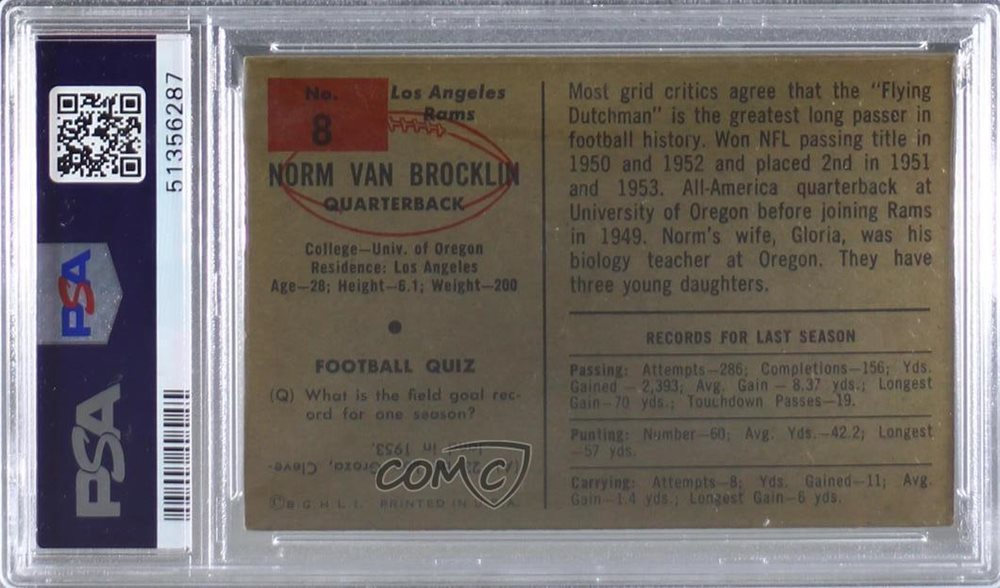 51356287
PSA
PSA
No.
8
Los Angeles
Rams
NORM VAN BROCKLIN
QUARTERBACK
College—Univ. of Oregon
Residence: Los Angeles
Age—28; Height—6.1; Weight—200
FOOTBALL QUIZ
(Q) What is the field goal rec-
ord for one season?
Groza, Cleve-
in 1953.
© B. G. H. L. I. PRINTED IN U.S.A.
COMC
Most grid critics agree that the "Flying
Dutchman" is the greatest long passer in
football history. Won NFL passing title in
1950 and 1952 and placed 2nd in 1951
and 1953. All-America quarterback at
University of Oregon before joining Rams
in 1949. Norm's wife, Gloria, was his
biology teacher at Oregon. They have
three young daughters.
RECORDS FOR LAST SEASON
Passing: Attempts—286; Completions—156; Yds.
Gained — 2,393; Avg. Gain — 8.37 yds.; Longest
Gain—70 yds.; Touchdown Passes—19.
Punting: Number—60; Avg. Yds.—42.2; Longest
—57 yds.
Carrying: Attempts—8; Yds. Gained—11; Avg.
Gain—1.4 yds.; Longest Gain—6 yds.